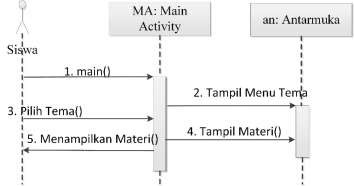 MA: Main
Activity
an: Antarmuka
Siswa
1. main()
2. Tampil Menu Tema
3. Pilih Tema()
4. Tampil Materi()
5. Menampilkan Materi()